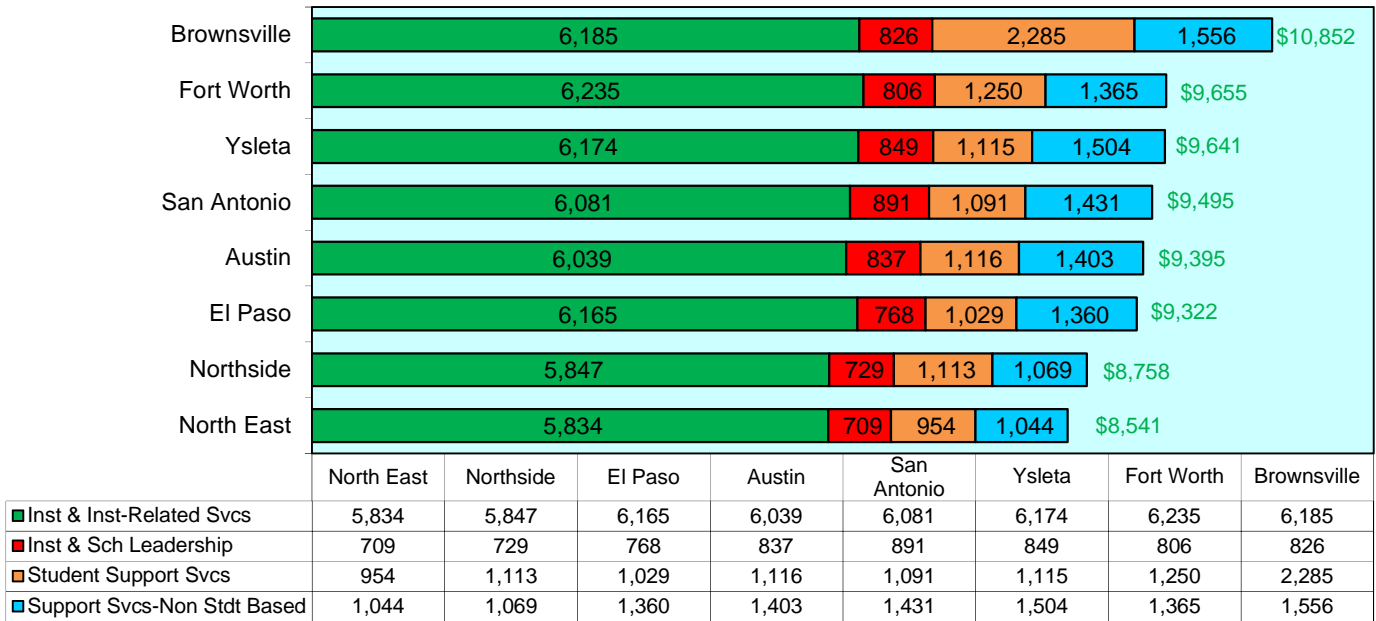 Brownsville 6,185 826 2,285 1,556 $10,852
Fort Worth 6,235 806 1,250 1,365 $9,655
Ysleta 6,174 849 1,115 1,504 $9,641
San Antonio 6,081 891 1,091 1,431 $9,495
Austin 6,039 837 1,116 1,403 $9,395
El Paso 6,165 768 1,029 1,360 $9,322
Northside 5,847 729 1,113 1,069 $8,758
North East 5,834 709 954 1,044 $8,541
North East Northside El Paso Austin San Antonio Ysleta Fort Worth Brownsville
Inst & Inst-Related Svcs 5,834 5,847 6,165 6,039 6,081 6,174 6,235 6,185
Inst & Sch Leadership 709 729 768 837 891 849 806 826
Student Support Svcs 954 1,113 1,029 1,116 1,091 1,115 1,250 2,285
Support Svcs-Non Stdt Based 1,044 1,069 1,360 1,403 1,431 1,504 1,365 1,556